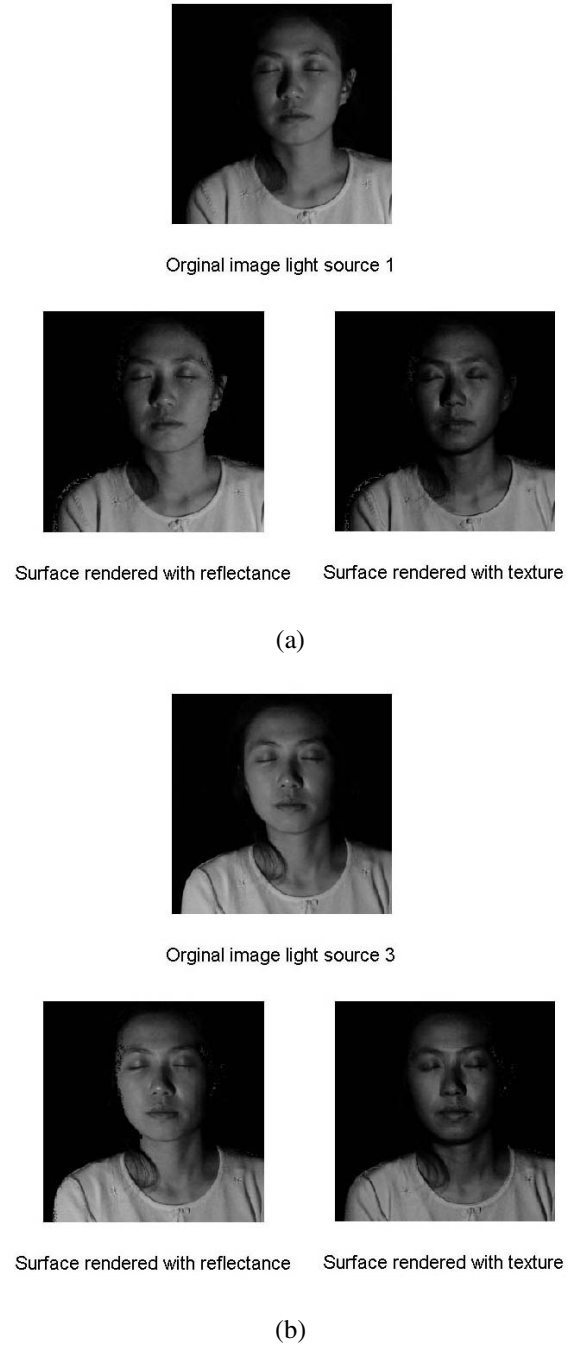 Orginal image light source 1
Surface rendered with reflectance Surface rendered with texture
(a)
Orginal image light source 3
Surface rendered with reflectance Surface rendered with texture
(b)